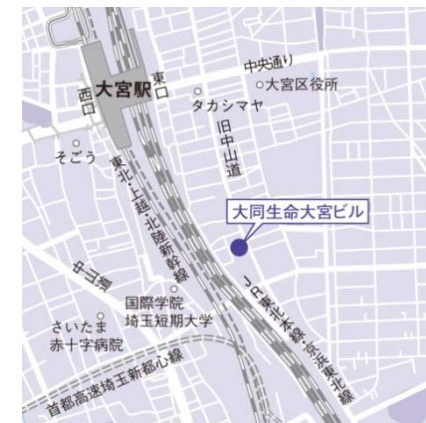 中央通り
大宮駅
東口
西口
大宮区役所
タカシマヤ
旧中山道
そごう
東北・上越・北陸新幹線
大同生命大宮ビル
中山道
国際学院
埼玉短期大学
JR東北本線・京浜東北線
さいたま
赤十字病院
首都高速埼玉新都心線